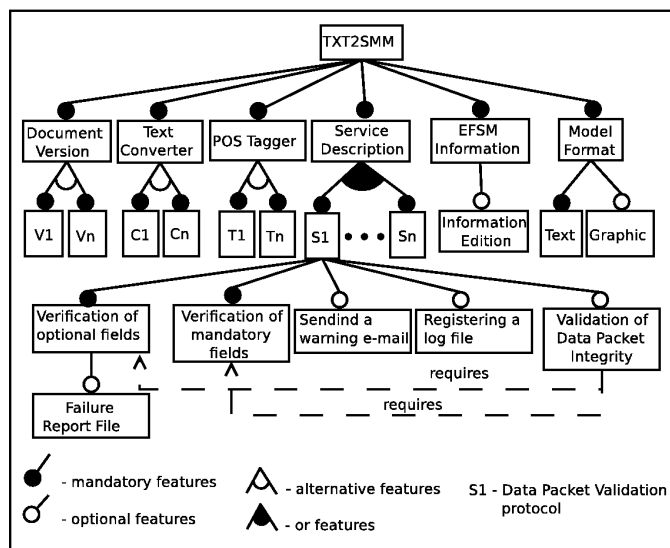 TXT2SMM
Document
Version
Text
Converter
POS Tagger
Service
Description
EFSM
Information
Model
Format
V1
Vn
C1
Cn
T1
Tn
S1
Sn
Information
Edition
Text
Graphic
Verification of
optional fields
Verification of
mandatory
fields
Sendind a
warning e-mail
Registering a
log file
Validation of
Data Packet
Integrity
requires
requires
Failure
Report File
- mandatory features
- optional features
- alternative features
- or features
S1 - Data Packet Validation
protocol